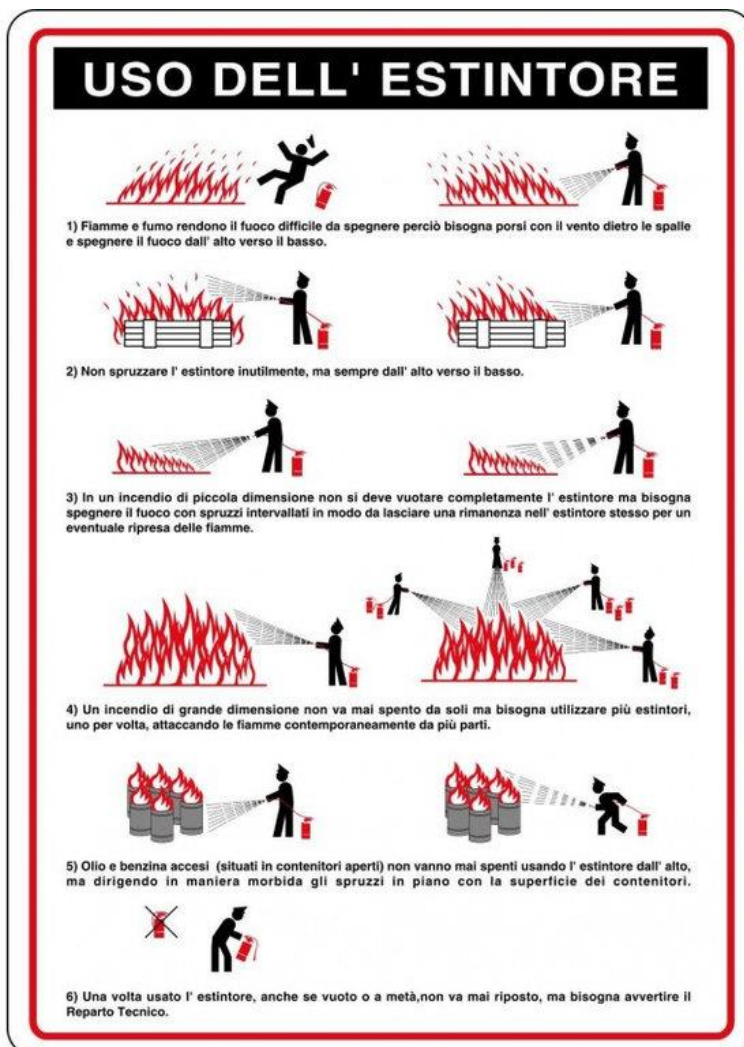 USO DELL' ESTINTORE
1) Fiamme e fumo rendono il fuoco difficile da spegnere perciò bisogna porsi con il vento dietro le spalle
e spegnere il fuoco dall' alto verso il basso.
2) Non spruzzare l' estintore inutilmente, ma sempre dall' alto verso il basso.
3) In un incendio di piccola dimensione non si deve vuotare completamente l' estintore ma bisogna
spegnere il fuoco con spruzzi intervallati in modo da lasciare una rimanenza nell' estintore stesso per un
eventuale ripresa delle fiamme.
4) Un incendio di grande dimensione non va mai spento da soli ma bisogna utilizzare più estintori,
uno per volta, attaccando le fiamme contemporaneamente da più parti.
5) Olio e benzina accesi (situati in contenitori aperti) non vanno mai spenti usando l' estintore dall' alto,
ma dirigendo in maniera morbida gli spruzzi in piano con la superficie dei contenitori.
6) Una volta usato l' estintore, anche se vuoto o a metà,non va mai riposto, ma bisogna avvertire il
Reparto Tecnico.